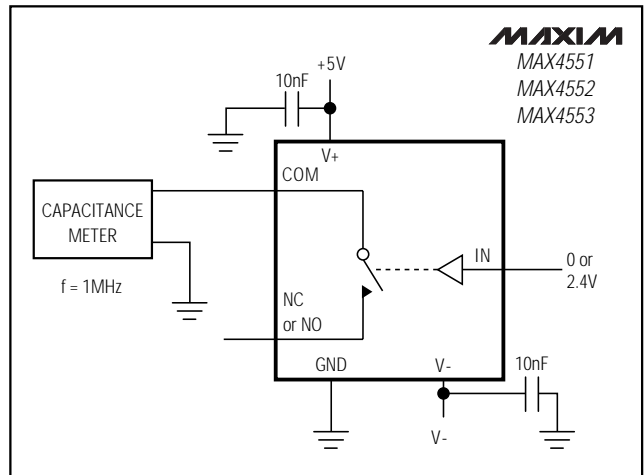 MAXIM
MAX4551
MAX4552
MAX4553
+5V
10nF
V+
COM
CAPACITANCE
METER
f = 1MHz
IN
0 or
2.4V
NC
or NO
GND
V-
10nF
V-